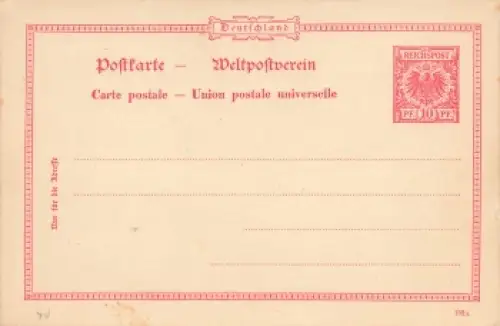 Deutschland
Postkarte — Weltpostverein
Carte postale — Union postale universelle
REICHSPOST
PF. 10 PF.
Nur für die Adresse